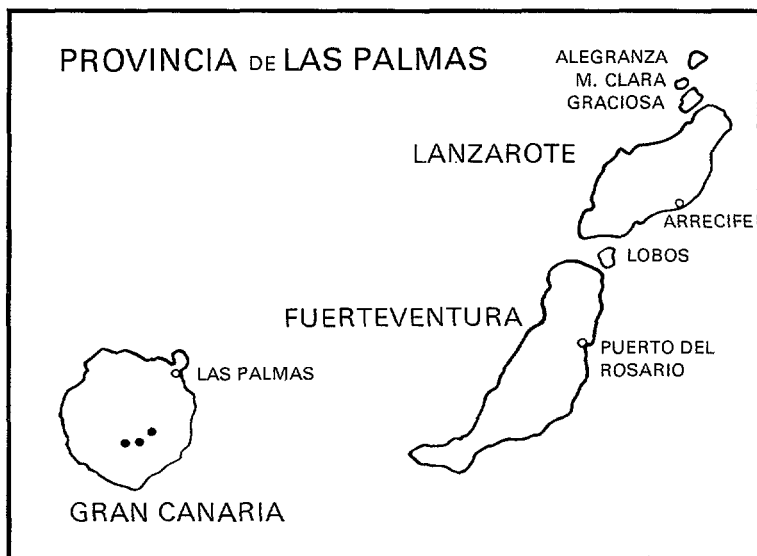 PROVINCIA DE LAS PALMAS
ALEGRANZA
M. CLARA
GRACIOSA
LANZAROTE
ARRECIFE
LOBOS
FUERTEVENTURA
PUERTO DEL
ROSARIO
LAS PALMAS
GRAN CANARIA